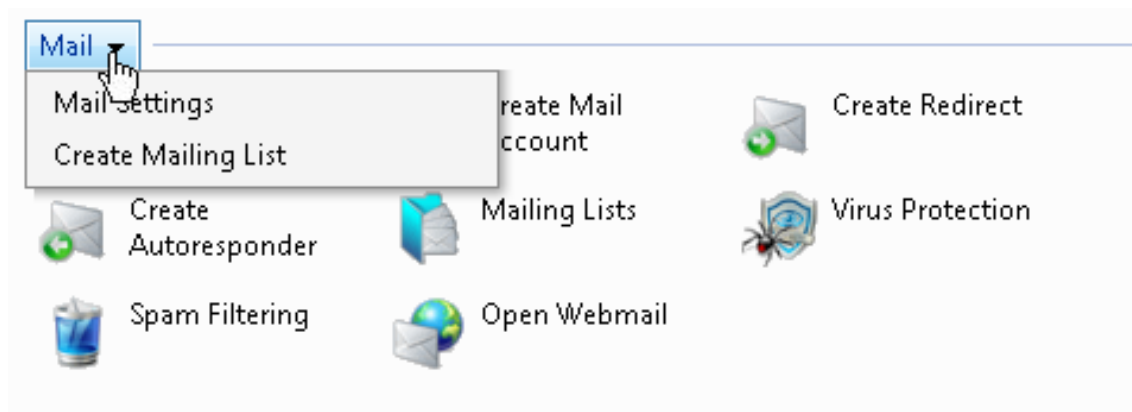 Mail
Mail Settings
Create Mailing List
reate Mail
ccount
Create Redirect
Create
Autoresponder
Mailing Lists
Virus Protection
Spam Filtering
Open Webmail